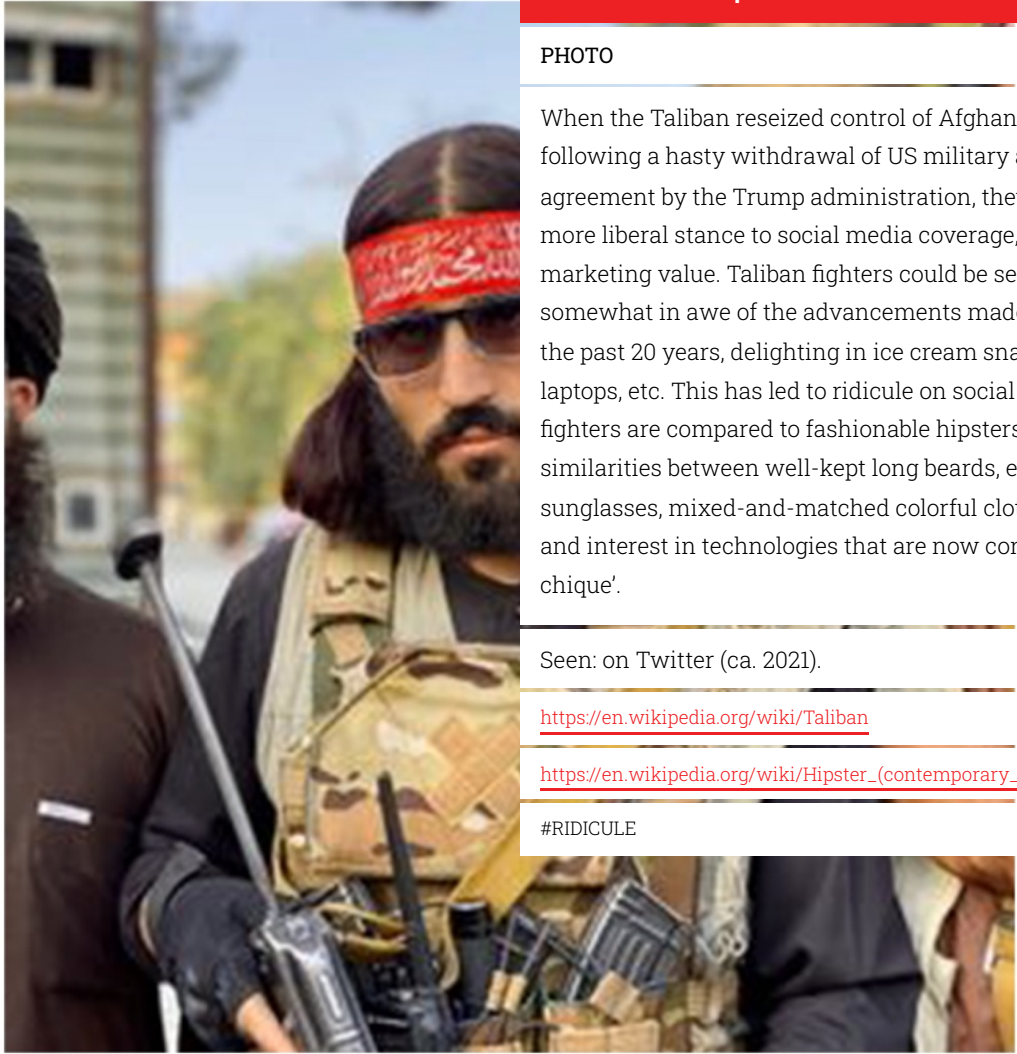 PHOTO
When the Taliban reseized control of Afghan
following a hasty withdrawal of US military
agreement by the Trump administration, the
more liberal stance to social media coverage,
marketing value. Taliban fighters could be se
somewhat in awe of the advancements mad
the past 20 years, delighting in ice cream sna
laptops, etc. This has led to ridicule on social
fighters are compared to fashionable hipsters
similarities between well-kept long beards, e
sunglasses, mixed-and-matched colorful clo
and interest in technologies that are now co
chique’.
Seen: on Twitter (ca. 2021).
https://en.wikipedia.org/wiki/Taliban
https://en.wikipedia.org/wiki/Hipster_(contemporary_
#RIDICULE